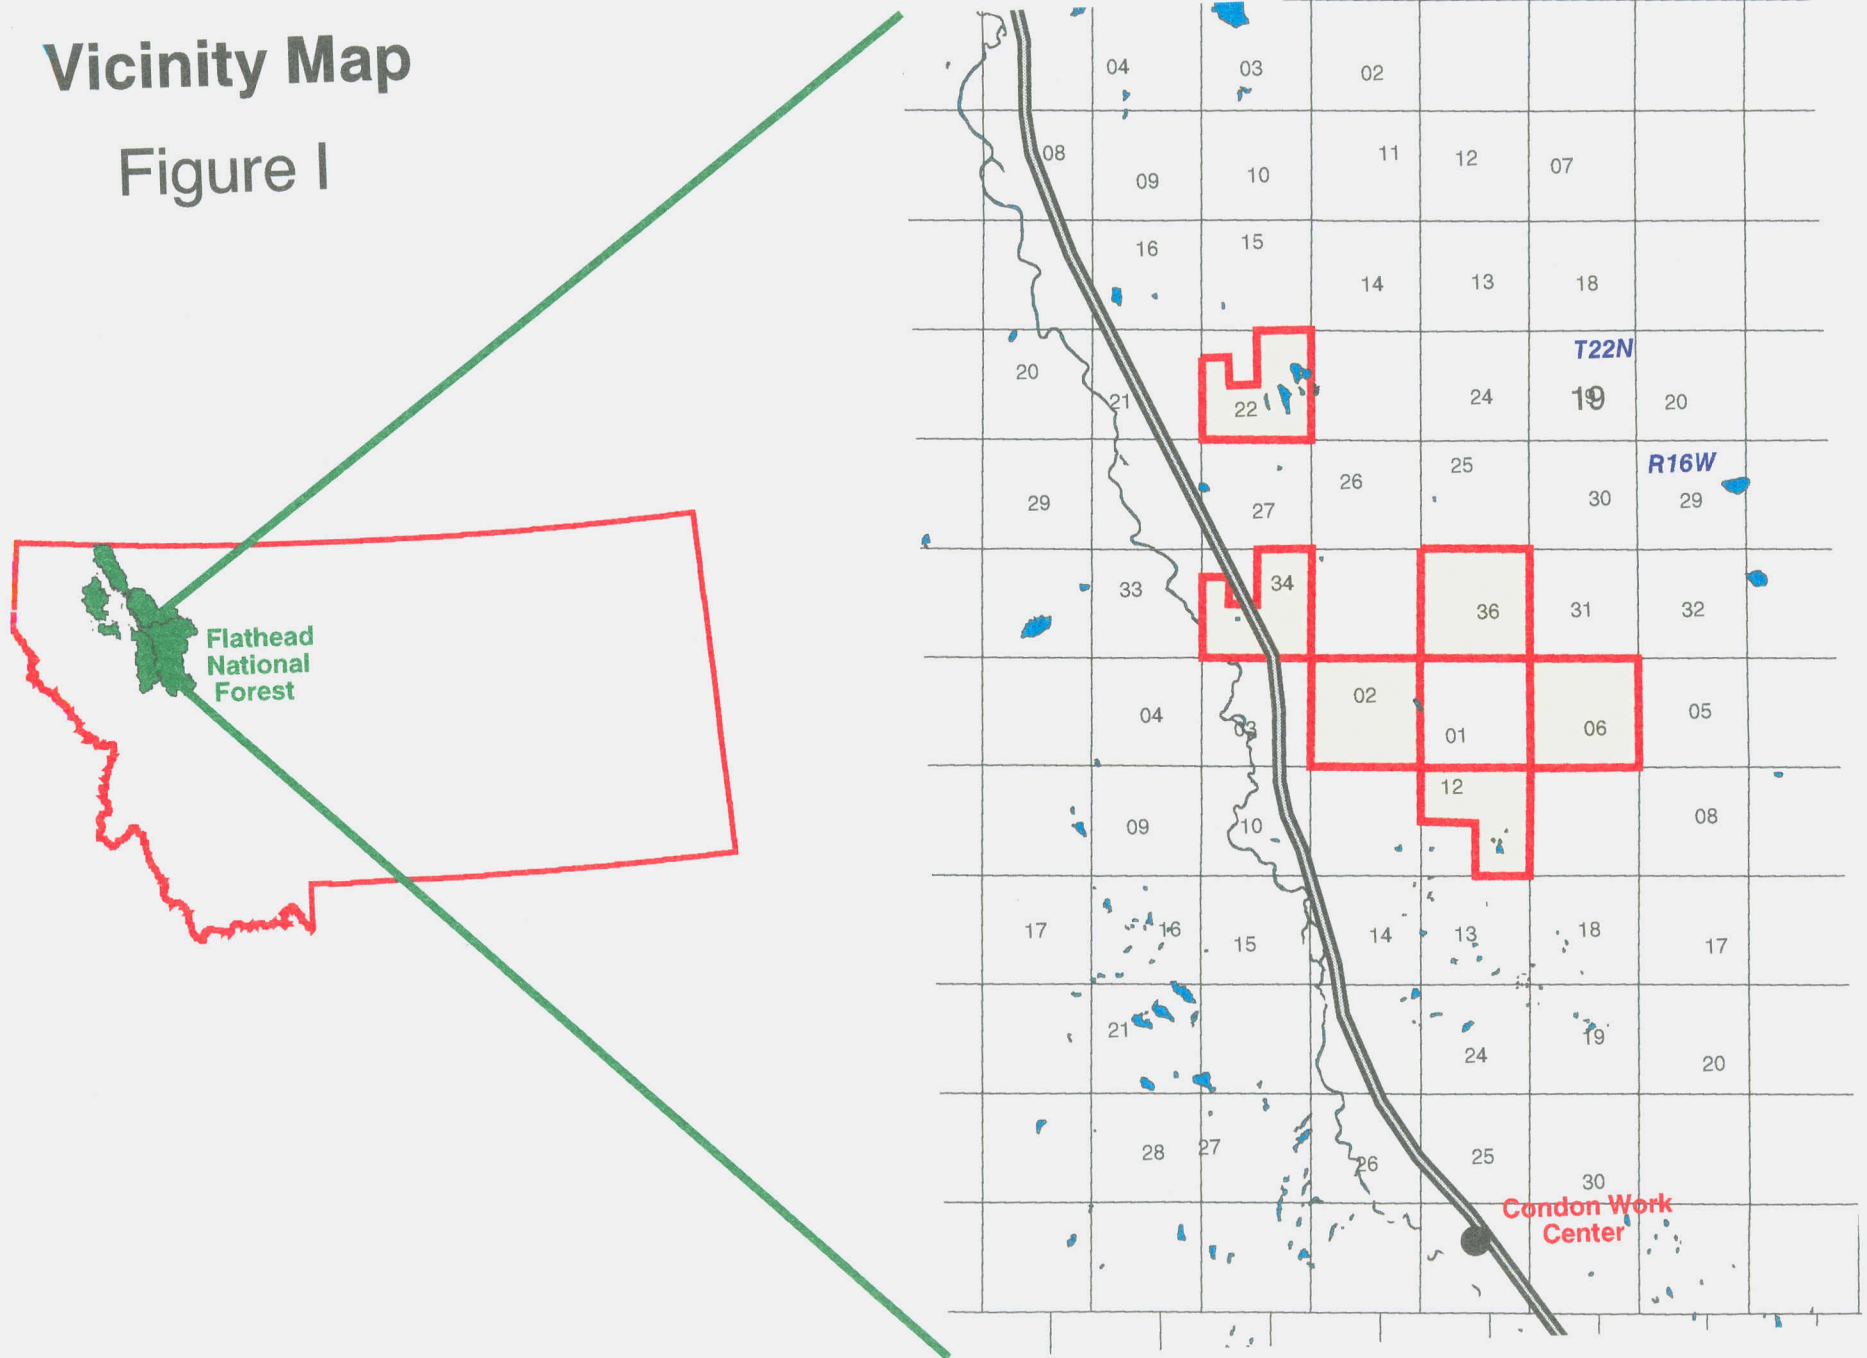 Vicinity Map
Figure I
04 03 02
08 09 10 11 12 07
16 15 14 13 18
T22N
20 21 22 24 19 20
R16W
29 27 26 25 30 29
33 34 36 31 32
Flathead
National
Forest
04 03 02 01 06 05
09 10 12 08
17 16 15 14 13 18 17
21 24 19 20
28 27 26 25 30
Condon Work
Center